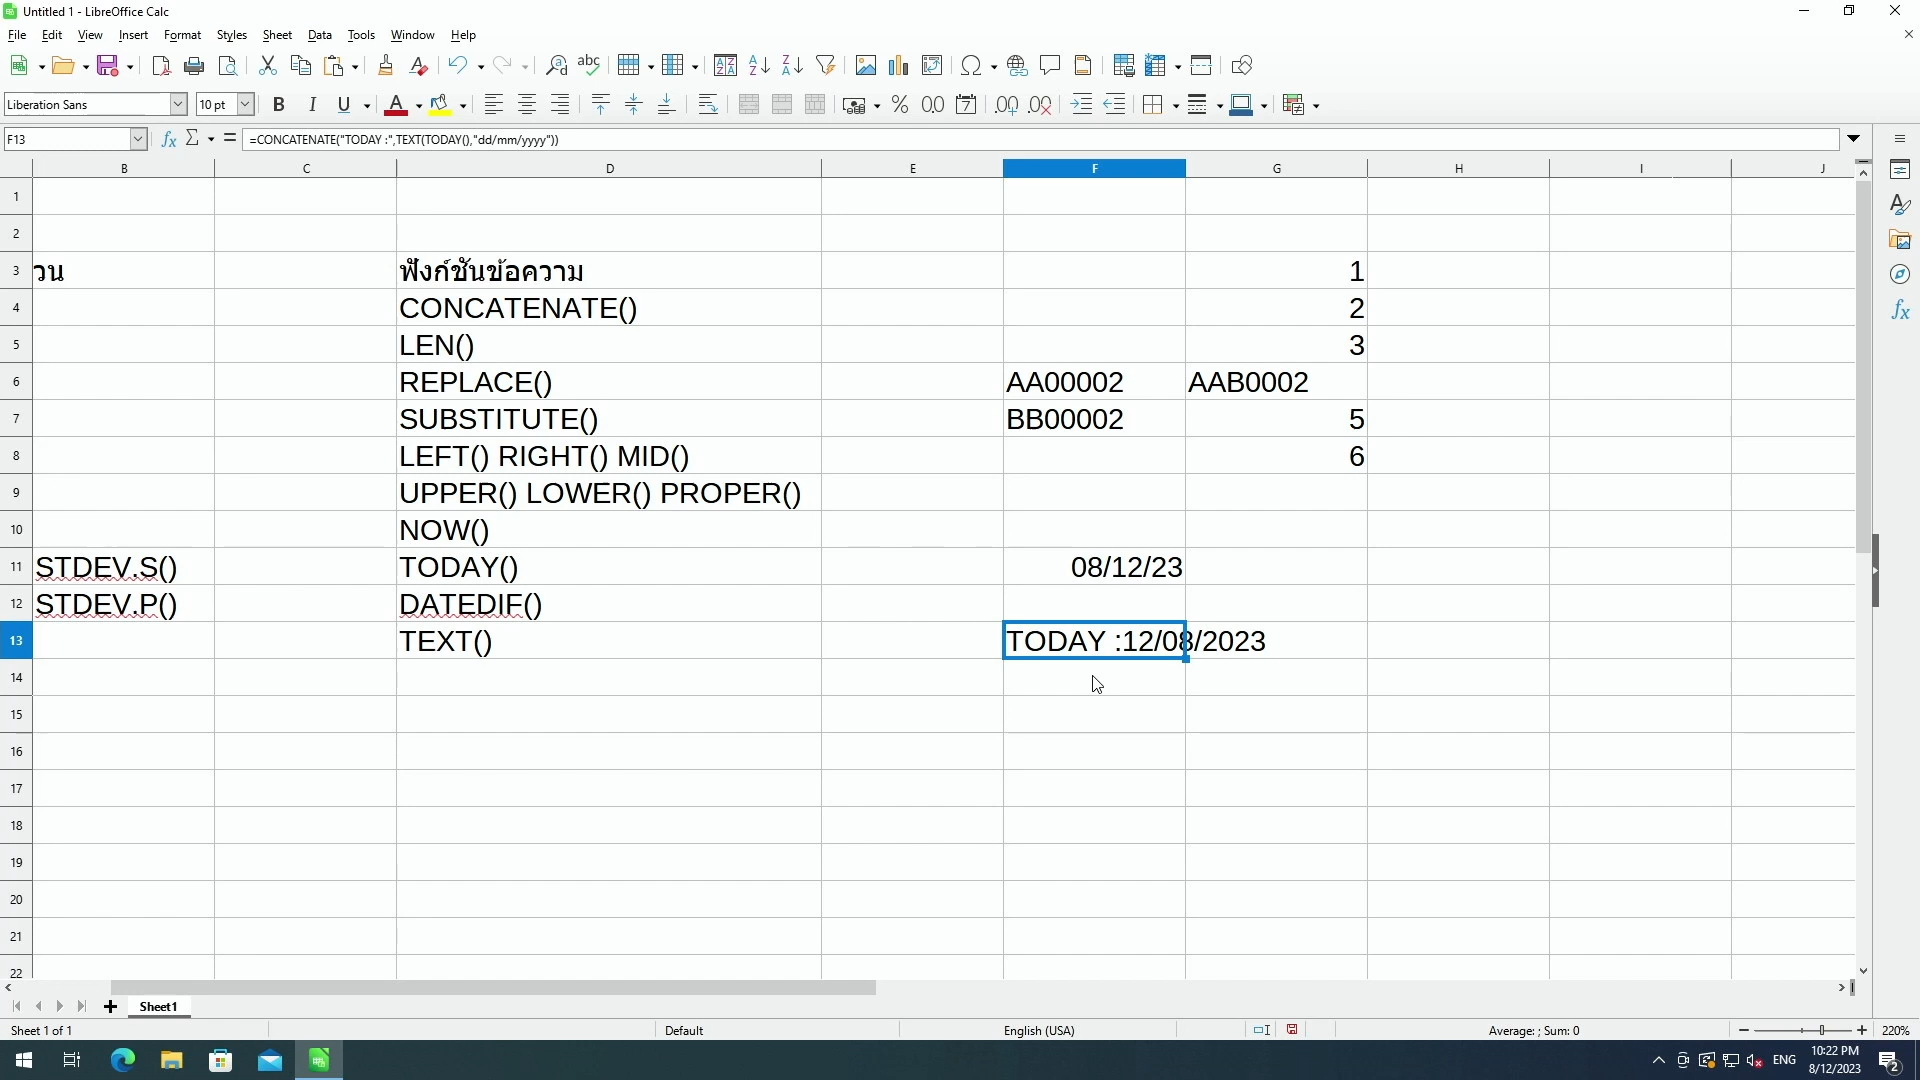 Untitled 1 - LibreOffice Calc
File Edit View Insert Format Styles Sheet Data Tools Window Help
Liberation Sans 10 pt
F13 =CONCATENATE("TODAY :",TEXT(TODAY(),"dd/mm/yyyy"))
B C D E F G H I J
1
2
3 วน ฟังก์ชันข้อความ 1
4 CONCATENATE() 2
5 LEN() 3
6 REPLACE() AA00002 AAB0002
7 SUBSTITUTE() BB00002 5
8 LEFT() RIGHT() MID() 6
9 UPPER() LOWER() PROPER()
10 NOW()
11 STDEV.S() TODAY() 08/12/23
12 STDEV.P() DATEDIF()
13 TEXT() TODAY :12/08/2023
14
15
16
17
18
19
20
21
22
Sheet1
Sheet 1 of 1 Default English (USA) Average: ; Sum: 0 220%
ENG 10:22 PM
8/12/2023 2